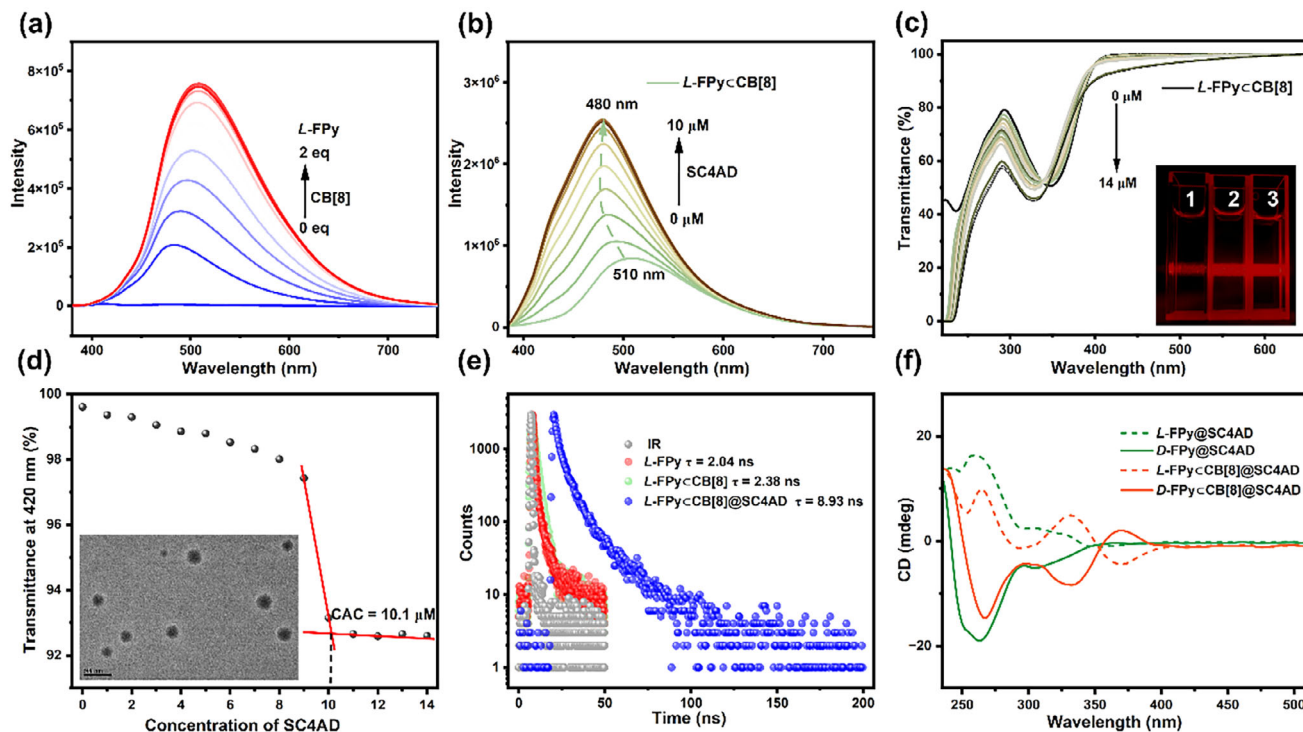 (a)
Intensity
8×10⁵
6×10⁵
4×10⁵
2×10⁵
0
L-FPy
2 eq
CB[8]
0 eq
400
500
600
700
Wavelength (nm)
(b)
Intensity
3×10⁶
2×10⁶
1×10⁶
0
L-FPy⊂CB[8]
480 nm
10 μM
SC4AD
0 μM
510 nm
400
500
600
700
Wavelength (nm)
(c)
Transmittance (%)
100
80
60
40
20
0
L-FPy⊂CB[8]
0 μM
14 μM
1
2
3
300
400
500
600
Wavelength (nm)
(d)
Transmittance at 420 nm (%)
100
98
96
94
92
CAC = 10.1 μM
0
2
4
6
8
10
12
14
Concentration of SC4AD
(e)
Counts
1000
100
10
1
IR
L-FPy τ = 2.04 ns
L-FPy⊂CB[8] τ = 2.38 ns
L-FPy⊂CB[8]@SC4AD τ = 8.93 ns
0
50
100
150
200
Time (ns)
(f)
CD (mdeg)
20
0
−20
L-FPy@SC4AD
D-FPy@SC4AD
L-FPy⊂CB[8]@SC4AD
D-FPy⊂CB[8]@SC4AD
250
300
350
400
450
500
Wavelength (nm)